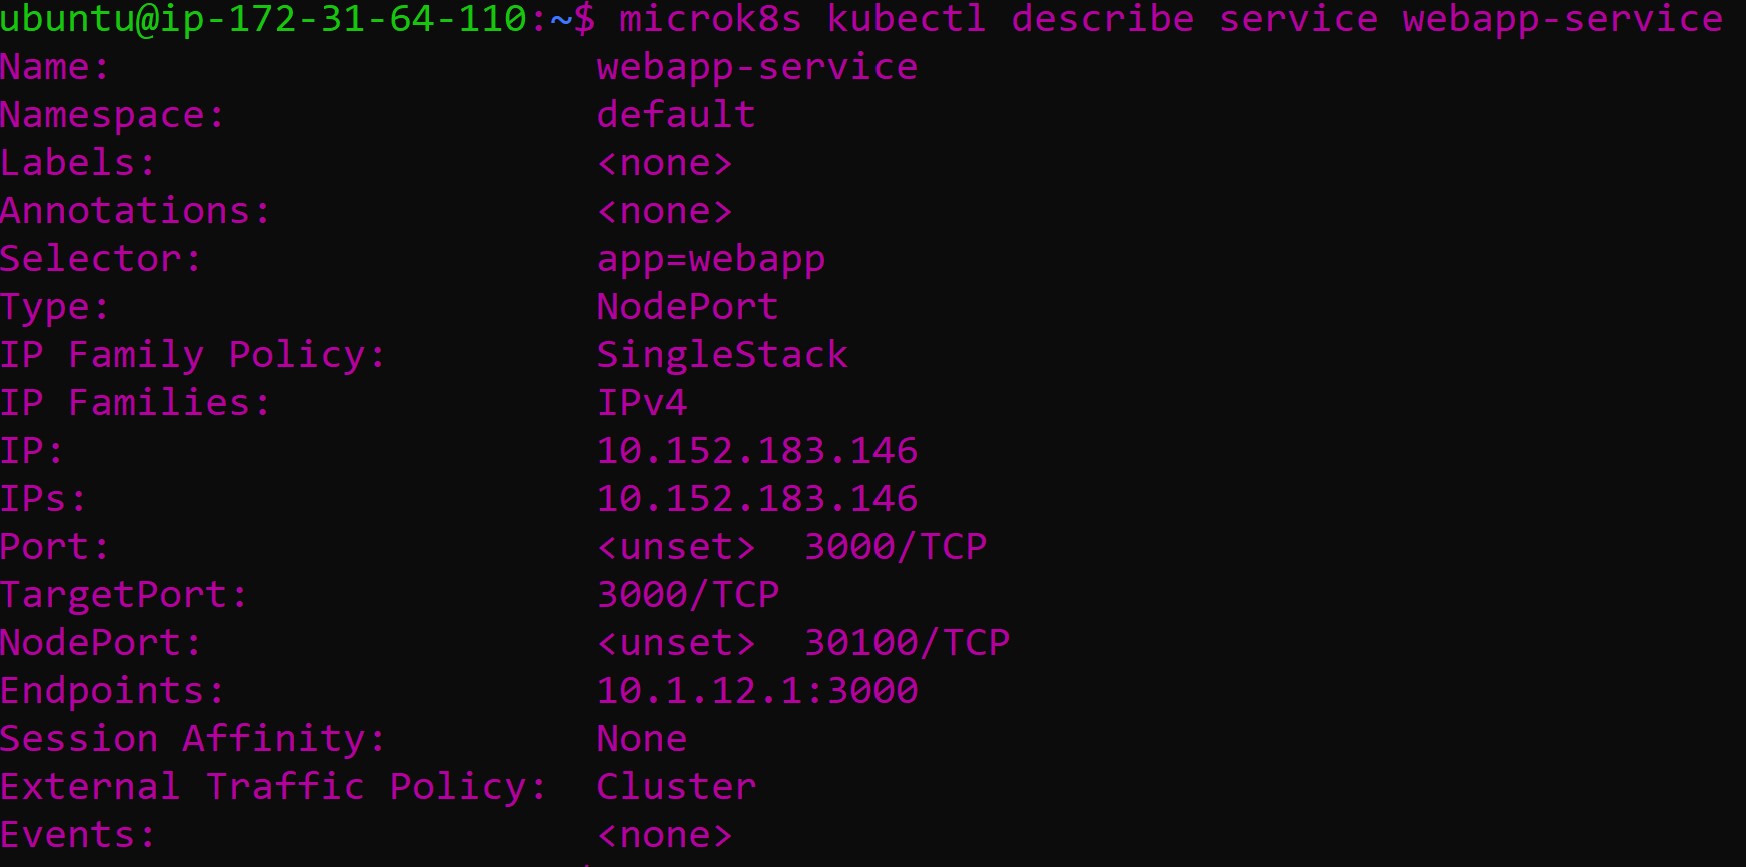 ubuntu@ip-172-31-64-110:~$ microk8s kubectl describe service webapp-service
Name:                     webapp-service
Namespace:                default
Labels:                   <none>
Annotations:              <none>
Selector:                 app=webapp
Type:                     NodePort
IP Family Policy:         SingleStack
IP Families:              IPv4
IP:                       10.152.183.146
IPs:                      10.152.183.146
Port:                     <unset>  3000/TCP
TargetPort:               3000/TCP
NodePort:                 <unset>  30100/TCP
Endpoints:                10.1.12.1:3000
Session Affinity:         None
External Traffic Policy:  Cluster
Events:                   <none>